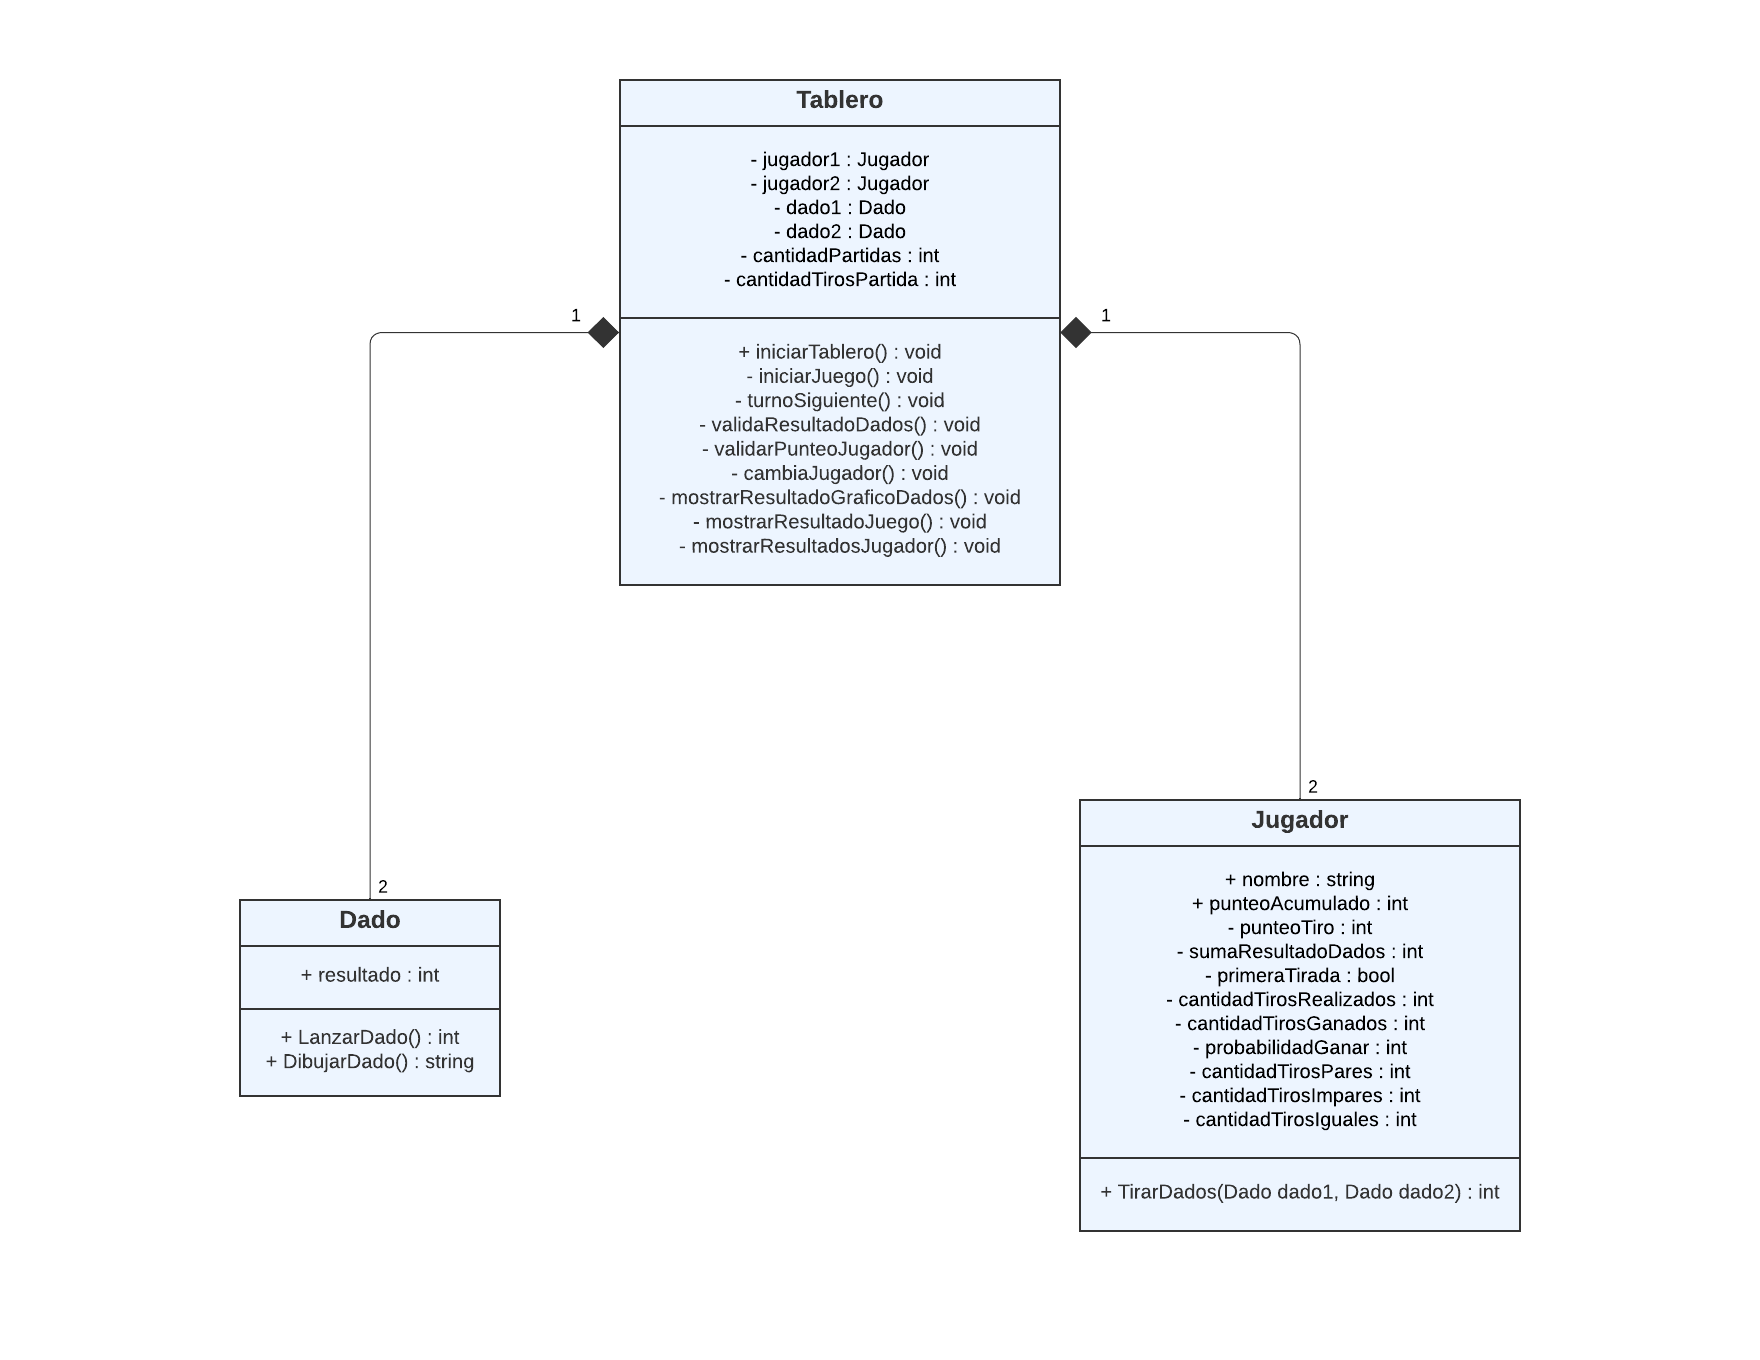 Tablero
- jugador1 : Jugador
- jugador2 : Jugador
- dado1 : Dado
- dado2 : Dado
- cantidadPartidas : int
- cantidadTirosPartida : int
1
1
+ iniciarTablero() : void
- iniciarJuego() : void
- turnoSiguiente() : void
- validaResultadoDados() : void
- validarPunteoJugador() : void
- cambiaJugador() : void
- mostrarResultadoGraficoDados() : void
- mostrarResultadoJuego() : void
- mostrarResultadosJugador() : void
2
Dado
+ resultado : int
+ LanzarDado() : int
+ DibujarDado() : string
2
Jugador
+ nombre : string
+ punteoAcumulado : int
- punteoTiro : int
- sumaResultadoDados : int
- primeraTirada : bool
- cantidadTirosRealizados : int
- cantidadTirosGanados : int
- probabilidadGanar : int
- cantidadTirosPares : int
- cantidadTirosImpares : int
- cantidadTirosIguales : int
+ TirarDados(Dado dado1, Dado dado2) : int